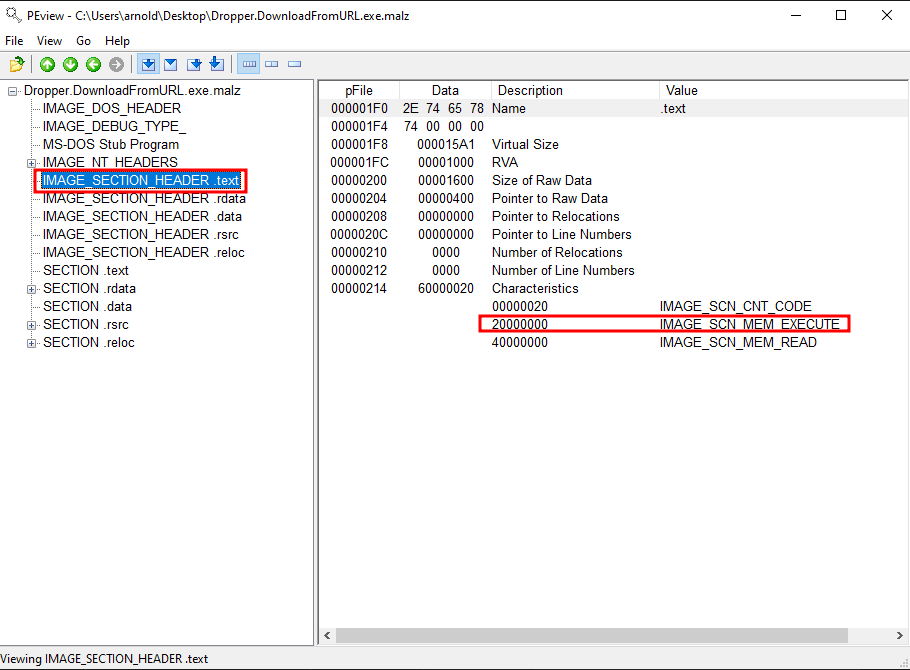 PEview - C:\Users\arnold\Desktop\Dropper.DownloadFromURL.exe.malz
File View Go Help
Dropper.DownloadFromURL.exe.malz
IMAGE_DOS_HEADER
IMAGE_DEBUG_TYPE_
MS-DOS Stub Program
IMAGE_NT_HEADERS
IMAGE_SECTION_HEADER .text
IMAGE_SECTION_HEADER .rdata
IMAGE_SECTION_HEADER .data
IMAGE_SECTION_HEADER .rsrc
IMAGE_SECTION_HEADER .reloc
SECTION .text
SECTION .rdata
SECTION .data
SECTION .rsrc
SECTION .reloc
pFile Data Description Value
000001F0 2E 74 65 78 Name .text
000001F4 74 00 00 00
000001F8 000015A1 Virtual Size
000001FC 00001000 RVA
00000200 00001600 Size of Raw Data
00000204 00000400 Pointer to Raw Data
00000208 00000000 Pointer to Relocations
0000020C 00000000 Pointer to Line Numbers
00000210 0000 Number of Relocations
00000212 0000 Number of Line Numbers
00000214 60000020 Characteristics
00000020 IMAGE_SCN_CNT_CODE
20000000 IMAGE_SCN_MEM_EXECUTE
40000000 IMAGE_SCN_MEM_READ
Viewing IMAGE_SECTION_HEADER .text